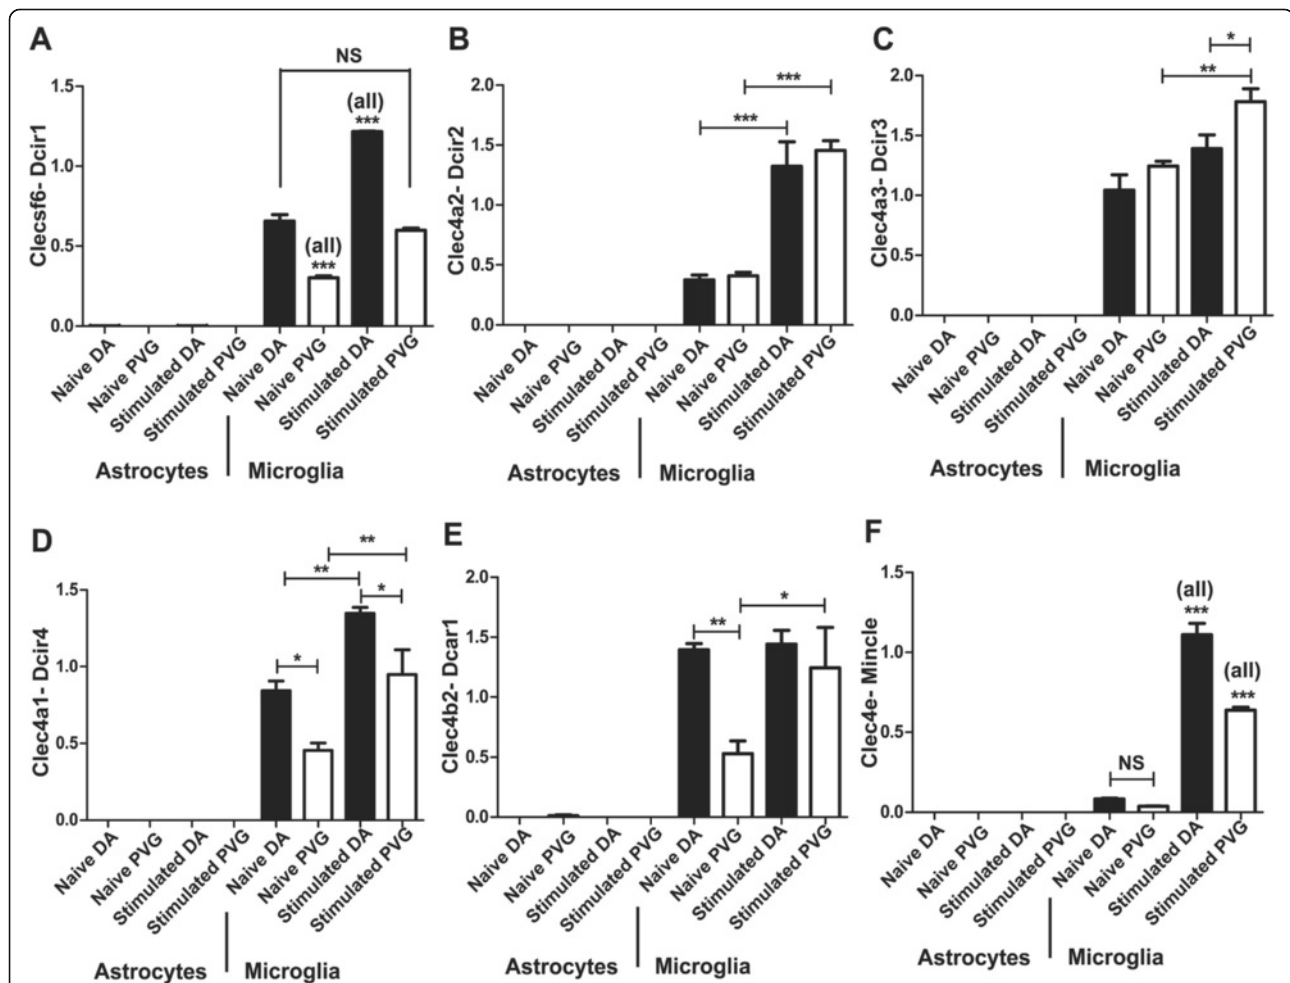 A
Clecsf6- Dcir1
1.5
1.0
0.5
0.0
NS
(all)
***
(all)
***
Naive DA
Naive PVG
Stimulated DA
Stimulated PVG
Naive DA
Naive PVG
Stimulated DA
Stimulated PVG
Astrocytes
Microglia
B
Clec4a2- Dcir2
2.0
1.5
1.0
0.5
0.0
***
***
Naive DA
Naive PVG
Stimulated DA
Stimulated PVG
Naive DA
Naive PVG
Stimulated DA
Stimulated PVG
Astrocytes
Microglia
C
Clec4a3- Dcir3
2.0
1.5
1.0
0.5
0.0
*
**
Naive DA
Naive PVG
Stimulated DA
Stimulated PVG
Naive DA
Naive PVG
Stimulated DA
Stimulated PVG
Astrocytes
Microglia
D
Clec4a1- Dcir4
1.5
1.0
0.5
0.0
**
**
*
*
Naive DA
Naive PVG
Stimulated DA
Stimulated PVG
Naive DA
Naive PVG
Stimulated DA
Stimulated PVG
Astrocytes
Microglia
E
Clec4b2- Dcar1
2.0
1.5
1.0
0.5
0.0
*
**
Naive DA
Naive PVG
Stimulated DA
Stimulated PVG
Naive DA
Naive PVG
Stimulated DA
Stimulated PVG
Astrocytes
Microglia
F
Clec4e- Mincle
1.5
1.0
0.5
0.0
(all)
***
(all)
***
NS
Naive DA
Naive PVG
Stimulated DA
Stimulated PVG
Naive DA
Naive PVG
Stimulated DA
Stimulated PVG
Astrocytes
Microglia